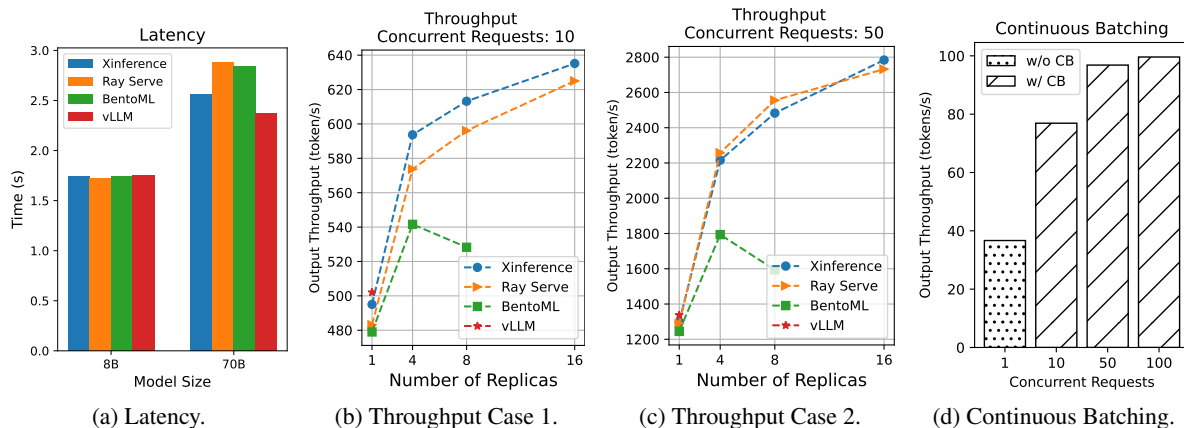 Latency
3.0
2.5
2.0
1.5
1.0
0.5
0.0
Time (s)
Xinference
Ray Serve
BentoML
vLLM
8B
70B
Model Size
(a) Latency.
Throughput
Concurrent Requests: 10
640
620
600
580
560
540
520
500
480
Output Throughput (token/s)
Xinference
Ray Serve
BentoML
vLLM
1
4
8
16
Number of Replicas
(b) Throughput Case 1.
Throughput
Concurrent Requests: 50
2800
2600
2400
2200
2000
1800
1600
1400
1200
Output Throughput (token/s)
Xinference
Ray Serve
BentoML
vLLM
1
4
8
16
Number of Replicas
(c) Throughput Case 2.
Continuous Batching
100
80
60
40
20
0
Output Throughput (tokens/s)
w/o CB
w/ CB
1
10
50
100
Concurrent Requests
(d) Continuous Batching.